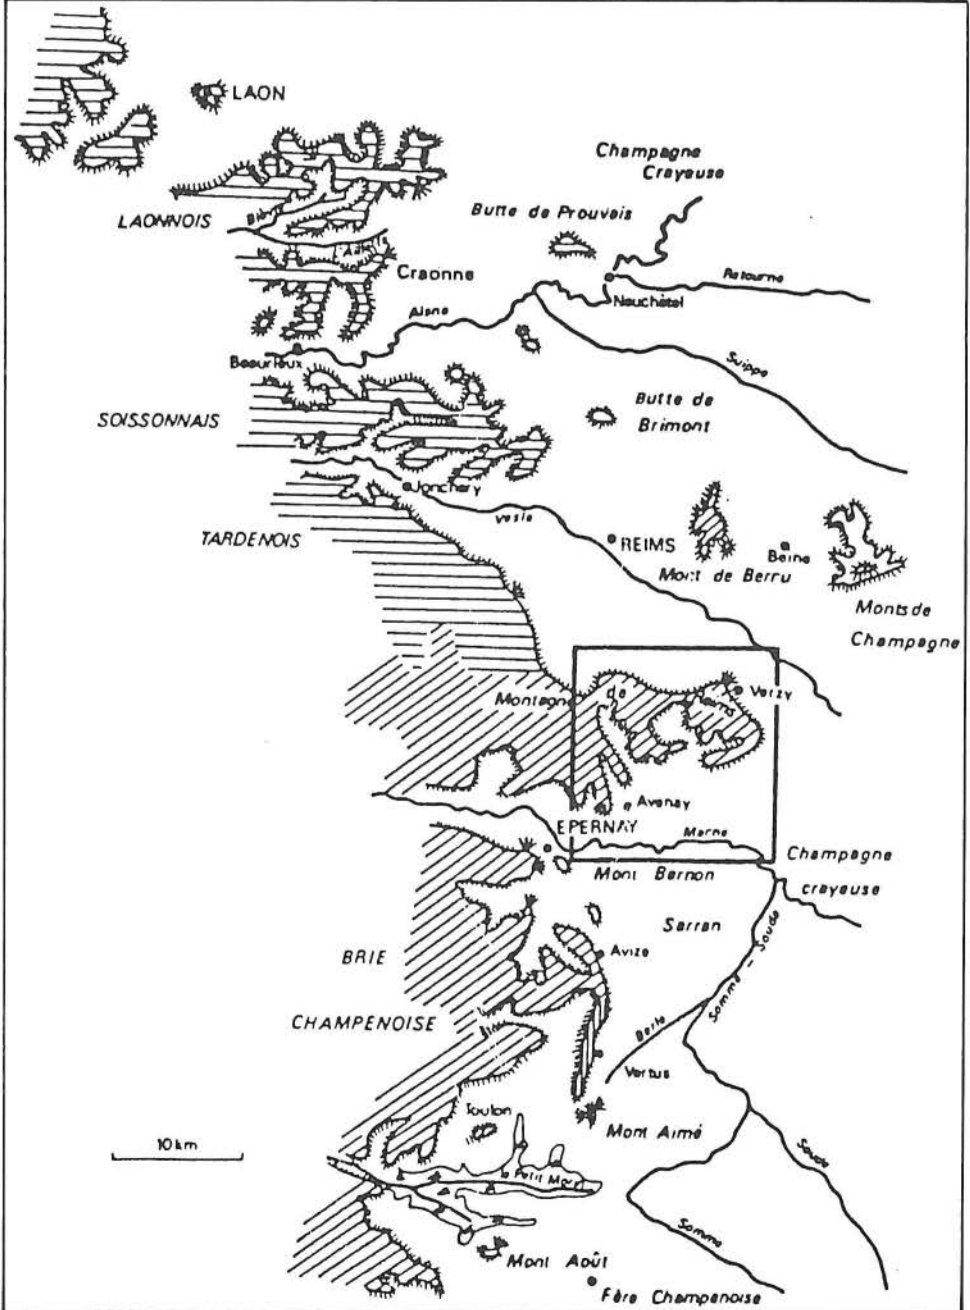 LAON
Champagne
Crayeuse
Butte de Prouvais
LAONNOIS
Craonne
Retourne
Neuchâtel
Aisne
Beaurieux
Suippe
Butte de
Brimont
SOISSONNAIS
Jonchery
Vesle
TARDENOIS
REIMS
Beine
Mont de Berru
Monts de
Champagne
Montagne de Reims
Verzy
Avenay
EPERNAY
Marne
Champagne
crayeuse
Mont Bernon
Sarran
Avize
BRIE
CHAMPENOISE
Somme - Soude
Berle
Vertus
Toulon
Mont Aimé
10 km
Soude
le Petit Morin
Somme
Mont Août
Fère Champenoise